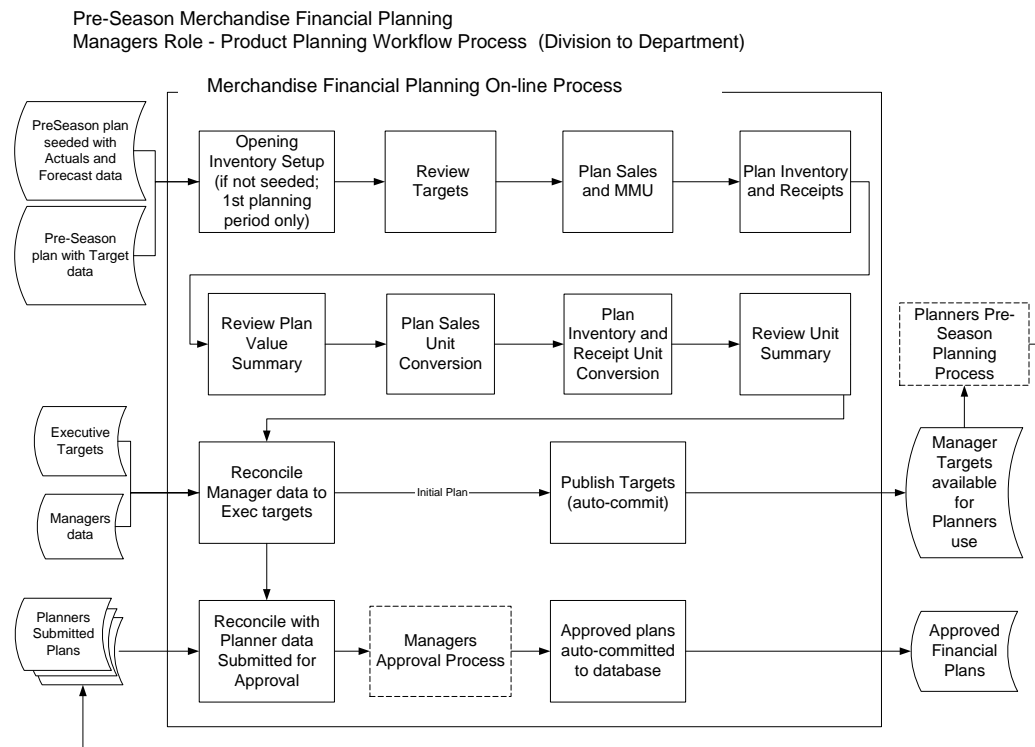 Pre-Season Merchandise Financial Planning
Managers Role - Product Planning Workflow Process  (Division to Department)
Merchandise Financial Planning On-line Process
PreSeason plan
seeded with
Actuals and
Forecast data
Pre-Season
plan with Target
data
Opening
Inventory Setup
(if not seeded;
1st planning
period only)
Review
Targets
Plan Sales
and MMU
Plan Inventory
and Receipts
Review Plan
Value
Summary
Plan Sales
Unit
Conversion
Plan
Inventory and
Receipt Unit
Conversion
Review Unit
Summary
Planners Pre-
Season
Planning
Process
Executive
Targets
Managers
data
Reconcile
Manager data to
Exec targets
Initial Plan
Publish Targets
(auto-commit)
Manager
Targets
available
for
Planners
use
Planners
Submitted
Plans
Reconcile with
Planner data
Submitted for
Approval
Managers
Approval Process
Approved plans
auto-committed
to database
Approved
Financial
Plans